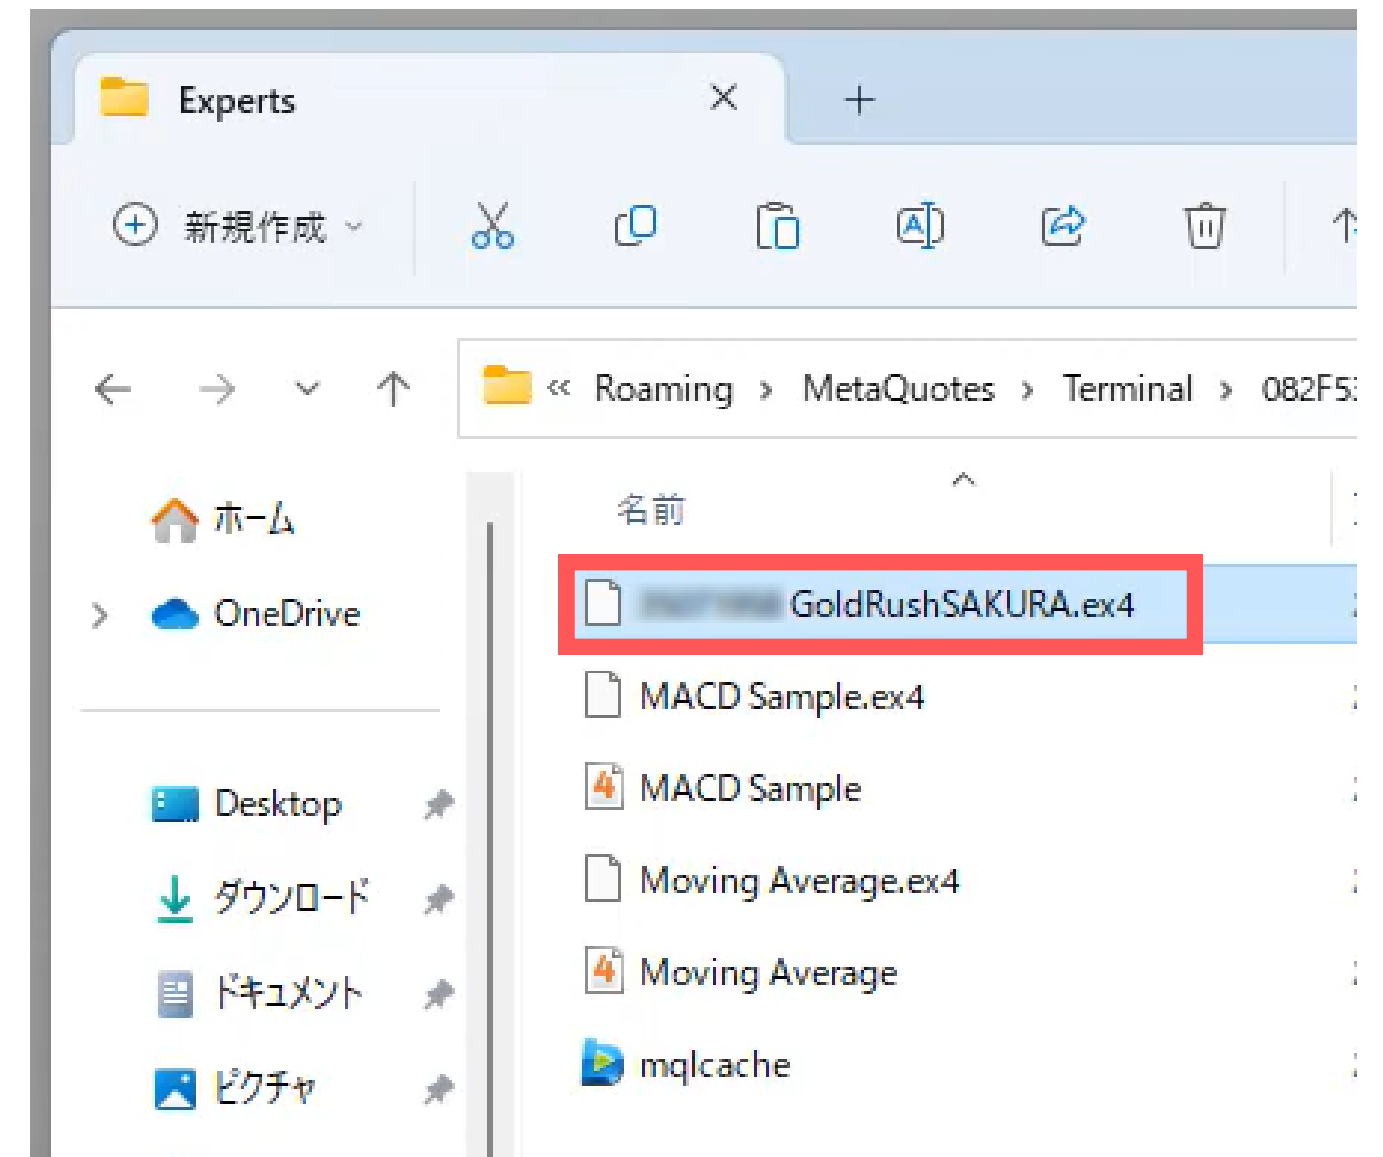 Experts
新規作成
« Roaming > MetaQuotes > Terminal >
名前
ホーム
OneDrive
Desktop
ダウンロード
ドキュメント
ピクチャ
GoldRushSAKURA.ex4
MACD Sample.ex4
MACD Sample
Moving Average.ex4
Moving Average
mqlcache